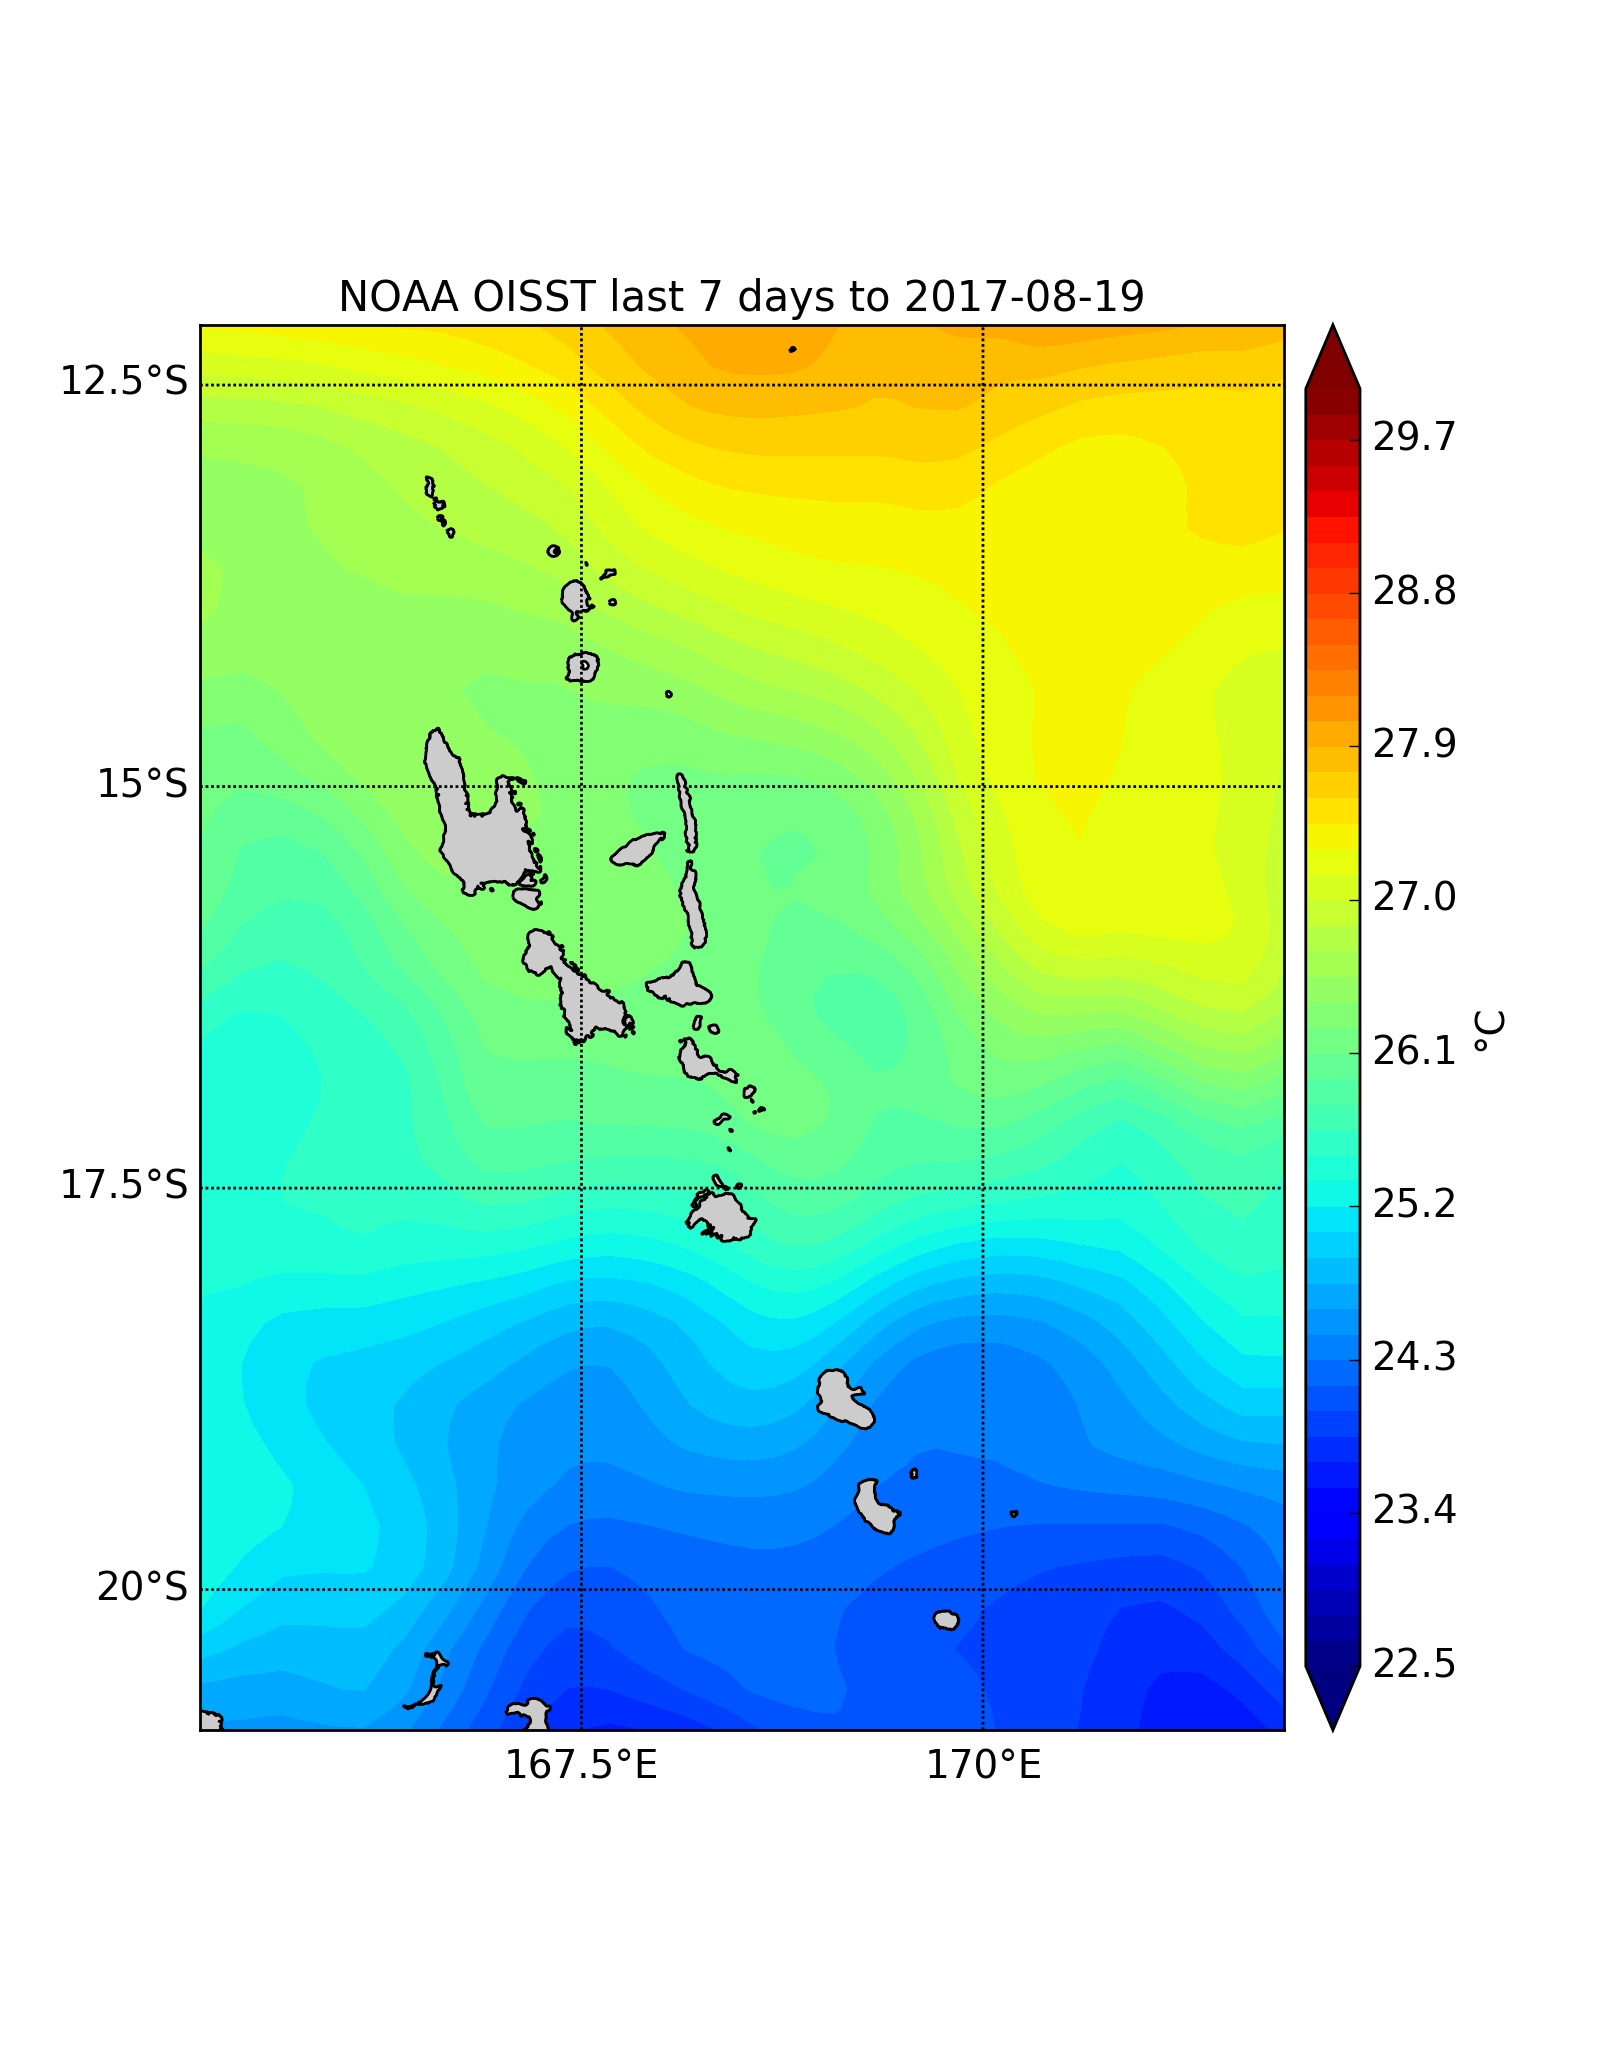 NOAA OISST last 7 days to 2017-08-19
12.5°S
15°S
17.5°S
20°S
167.5°E
170°E
29.7
28.8
27.9
27.0
26.1
25.2
24.3
23.4
22.5
°C